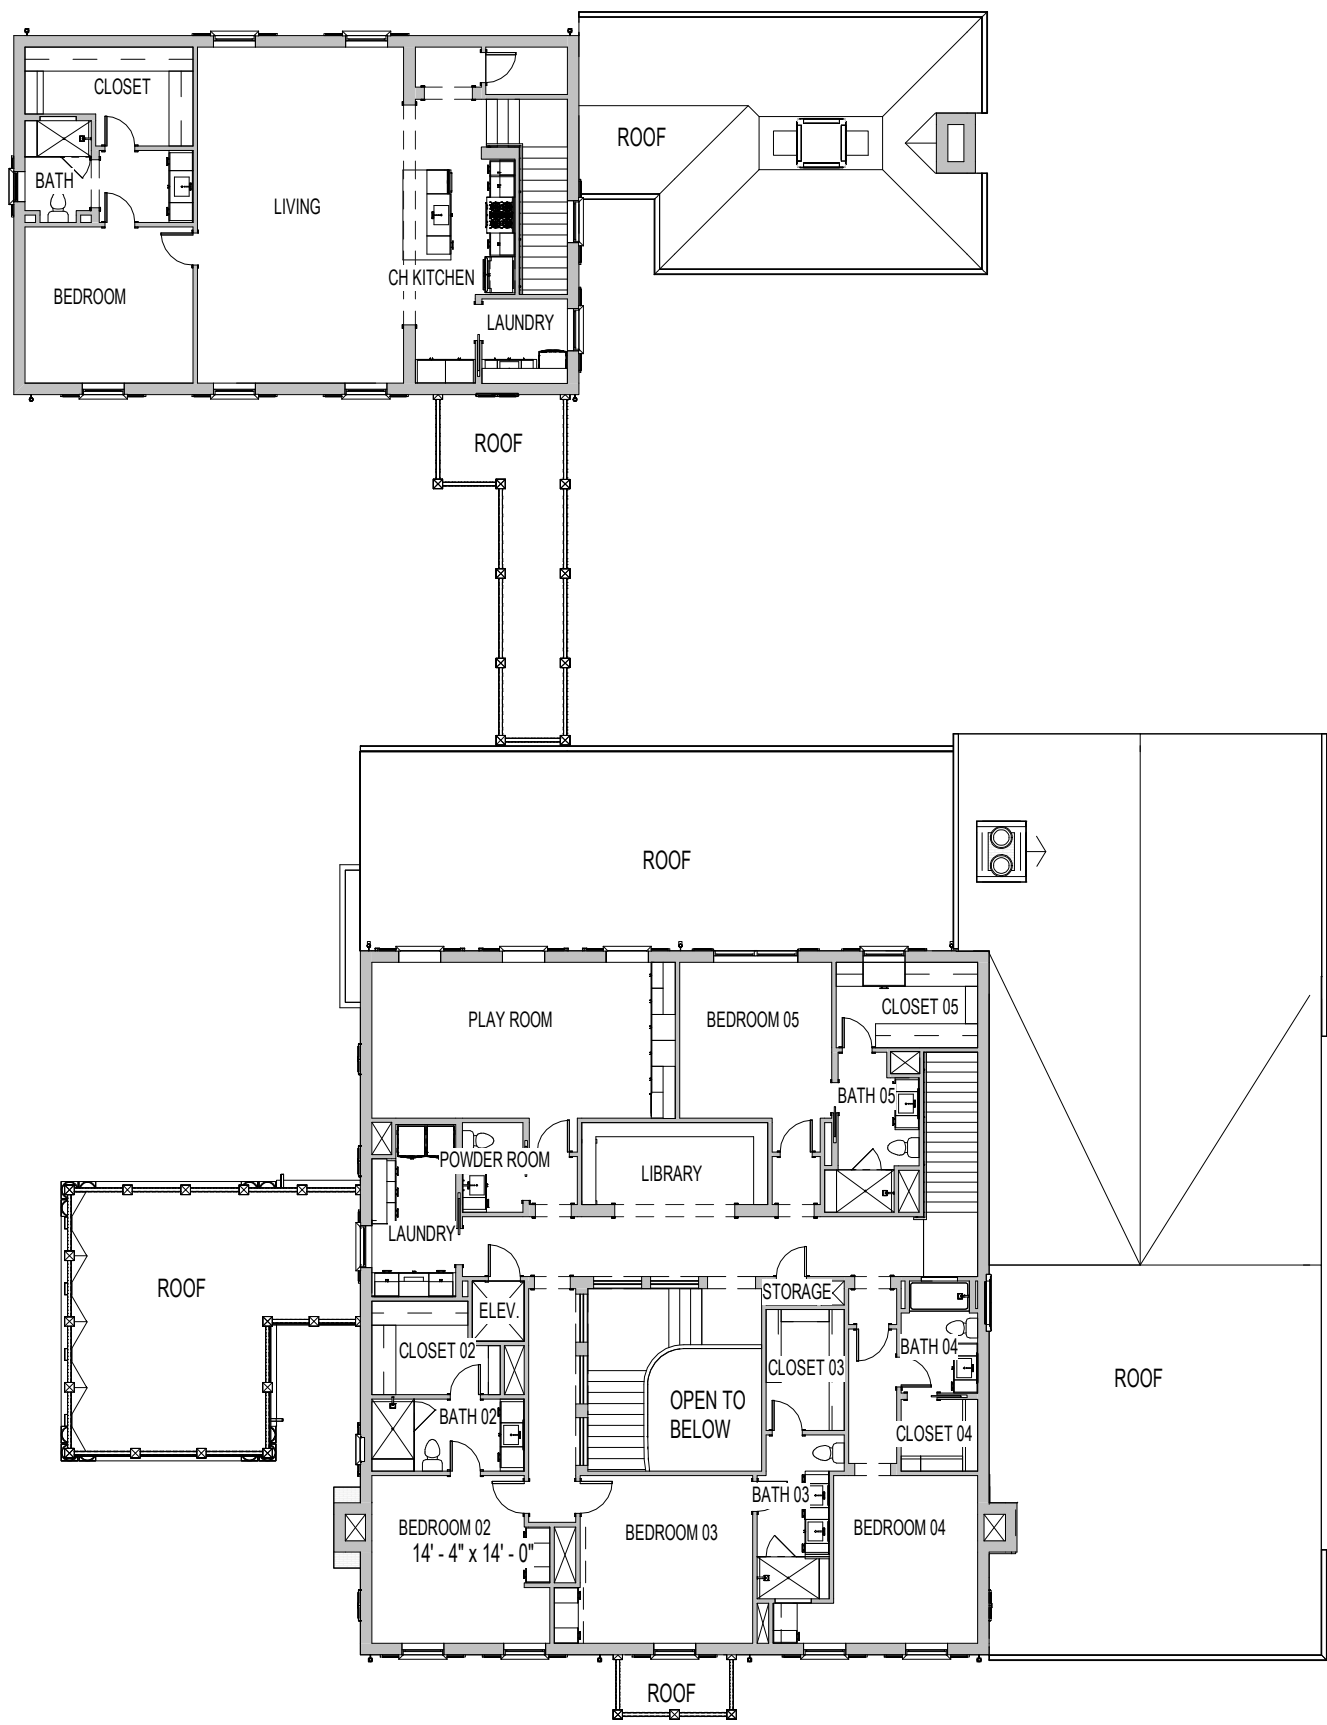 CLOSET
ROOF
BATH
LIVING
CH KITCHEN
BEDROOM
LAUNDRY
ROOF
ROOF
PLAY ROOM
BEDROOM 05
CLOSET 05
BATH 05
POWDER ROOM
LIBRARY
LAUNDRY
ROOF
STORAGE
ELEV.
CLOSET 02
CLOSET 03
BATH 04
ROOF
OPEN TO
BELOW
BATH 02
CLOSET 04
BATH 03
BEDROOM 02
14' - 4" x 14' - 0"
BEDROOM 03
BEDROOM 04
ROOF